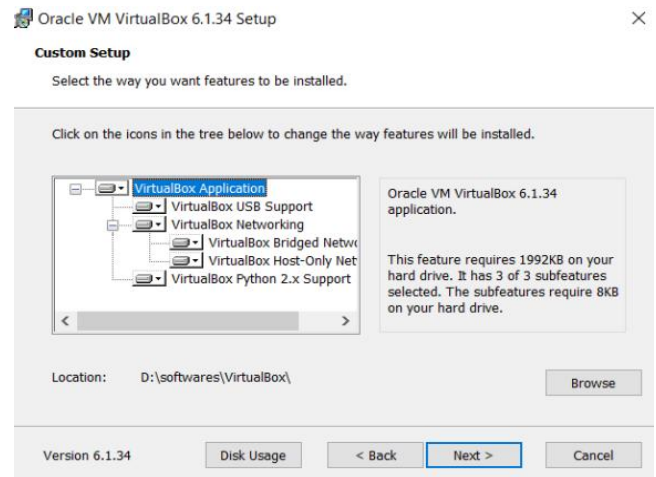 Oracle VM VirtualBox 6.1.34 Setup
Custom Setup
Select the way you want features to be installed.
Click on the icons in the tree below to change the way features will be installed.
VirtualBox Application
VirtualBox USB Support
VirtualBox Networking
VirtualBox Bridged Netwo
VirtualBox Host-Only Net
VirtualBox Python 2.x Support
Oracle VM VirtualBox 6.1.34
application.
This feature requires 1992KB on your
hard drive. It has 3 of 3 subfeatures
selected. The subfeatures require 8KB
on your hard drive.
Location: D:\softwares\VirtualBox\
Browse
Version 6.1.34
Disk Usage
< Back
Next >
Cancel